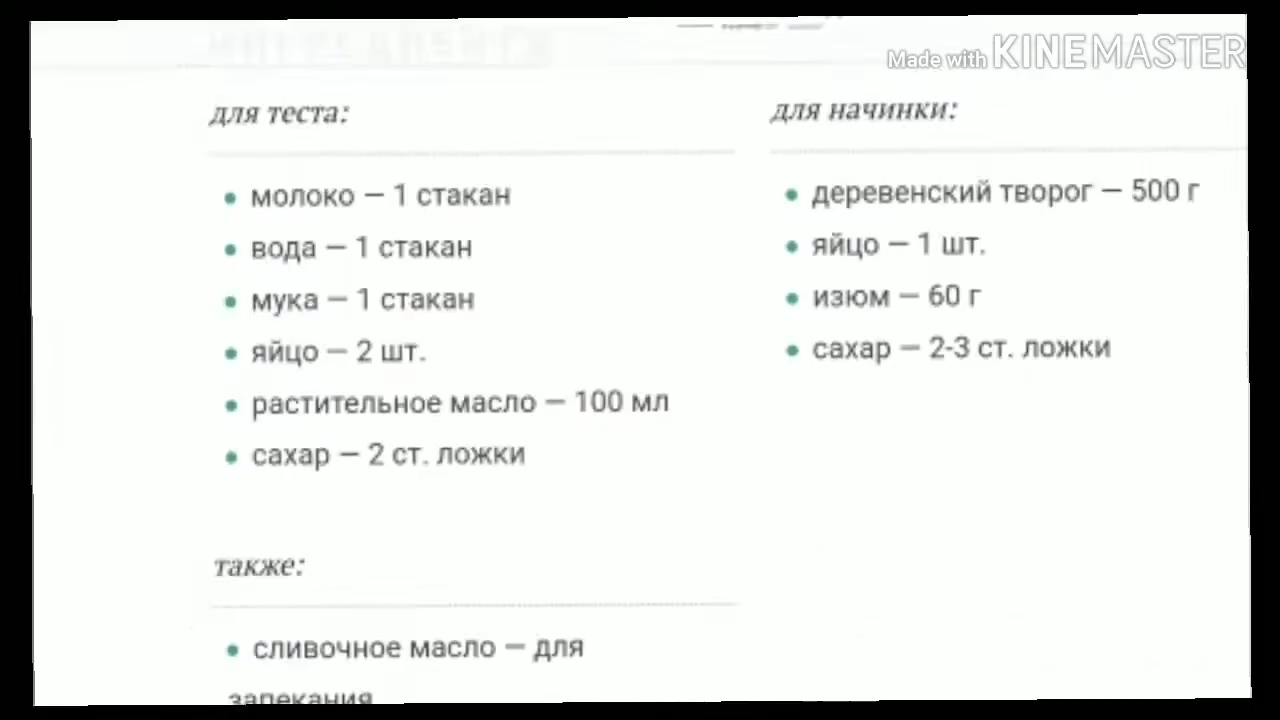 Made with KINEMASTER
для теста:
молоко — 1 стакан
вода — 1 стакан
мука — 1 стакан
яйцо — 2 шт.
растительное масло — 100 мл
сахар — 2 ст. ложки
для начинки:
деревенский творог — 500 г
яйцо — 1 шт.
изюм — 60 г
сахар — 2-3 ст. ложки
также:
сливочное масло — для
запекания